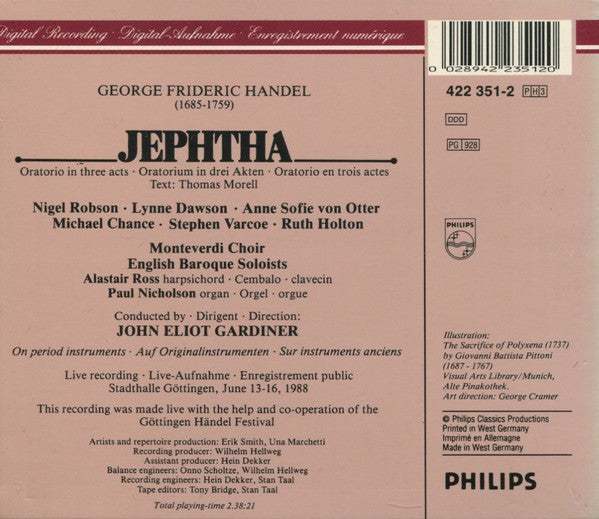 Digital Recording · Digital-Aufnahme · Enregistrement numérique
0 028942 235120
GEORGE FRIDERIC HANDEL
(1685-1759)
JEPHTHA
Oratorio in three acts · Oratorium in drei Akten · Oratorio en trois actes
Text: Thomas Morell
Nigel Robson · Lynne Dawson · Anne Sofie von Otter
Michael Chance · Stephen Varcoe · Ruth Holton
Monteverdi Choir
English Baroque Soloists
Alastair Ross harpsichord · Cembalo · clavecin
Paul Nicholson organ · Orgel · orgue
Conducted by · Dirigent · Direction:
JOHN ELIOT GARDINER
On period instruments · Auf Originalinstrumenten · Sur instruments anciens
Live recording · Live-Aufnahme · Enregistrement public
Stadthalle Göttingen, June 13-16, 1988
This recording was made live with the help and co-operation of the
Göttingen Händel Festival
Artists and repertoire production: Erik Smith, Una Marchetti
Recording producer: Wilhelm Hellweg
Assistant producer: Hein Dekker
Balance engineers: Onno Scholtze, Wilhelm Hellweg
Recording engineers: Hein Dekker, Stan Taal
Tape editors: Tony Bridge, Stan Taal
Total playing-time 2.38:21
422 351-2 PH3
DDD
PG 928
PHILIPS
Illustration:
The Sacrifice of Polyxena (1737)
by Giovanni Battista Pittoni
(1687 - 1767)
Visual Arts Library/Munich,
Alte Pinakothek.
Art direction: George Cramer
℗ Philips Classics Productions
Printed in West Germany
Imprimé en Allemagne
Made in West Germany
PHILIPS